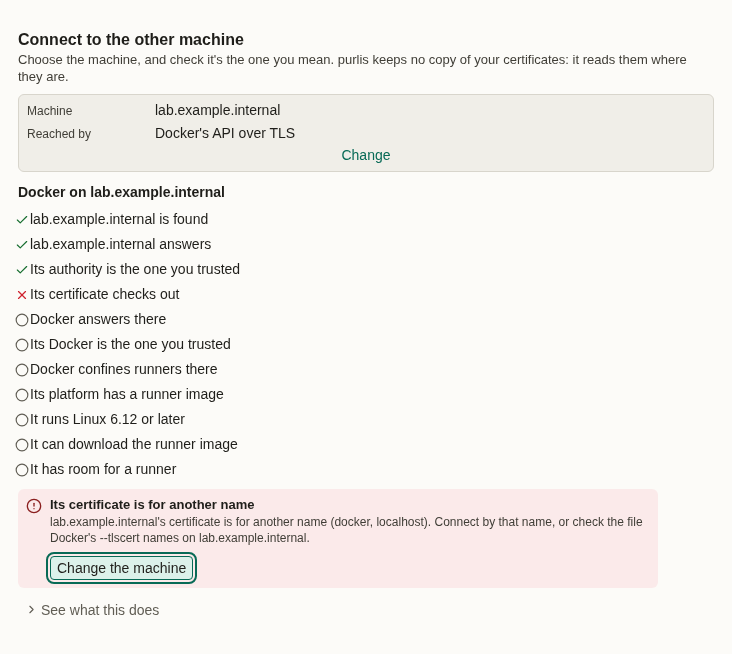 Connect to the other machine
Choose the machine, and check it's the one you mean. purlis keeps no copy of your certificates: it reads them where
they are.
Machine lab.example.internal
Reached by Docker's API over TLS
Change
Docker on lab.example.internal
lab.example.internal is found
lab.example.internal answers
Its authority is the one you trusted
Its certificate checks out
Docker answers there
Its Docker is the one you trusted
Docker confines runners there
Its platform has a runner image
It runs Linux 6.12 or later
It can download the runner image
It has room for a runner
Its certificate is for another name
lab.example.internal's certificate is for another name (docker, localhost). Connect by that name, or check the file
Docker's --tlscert names on lab.example.internal.
Change the machine
See what this does